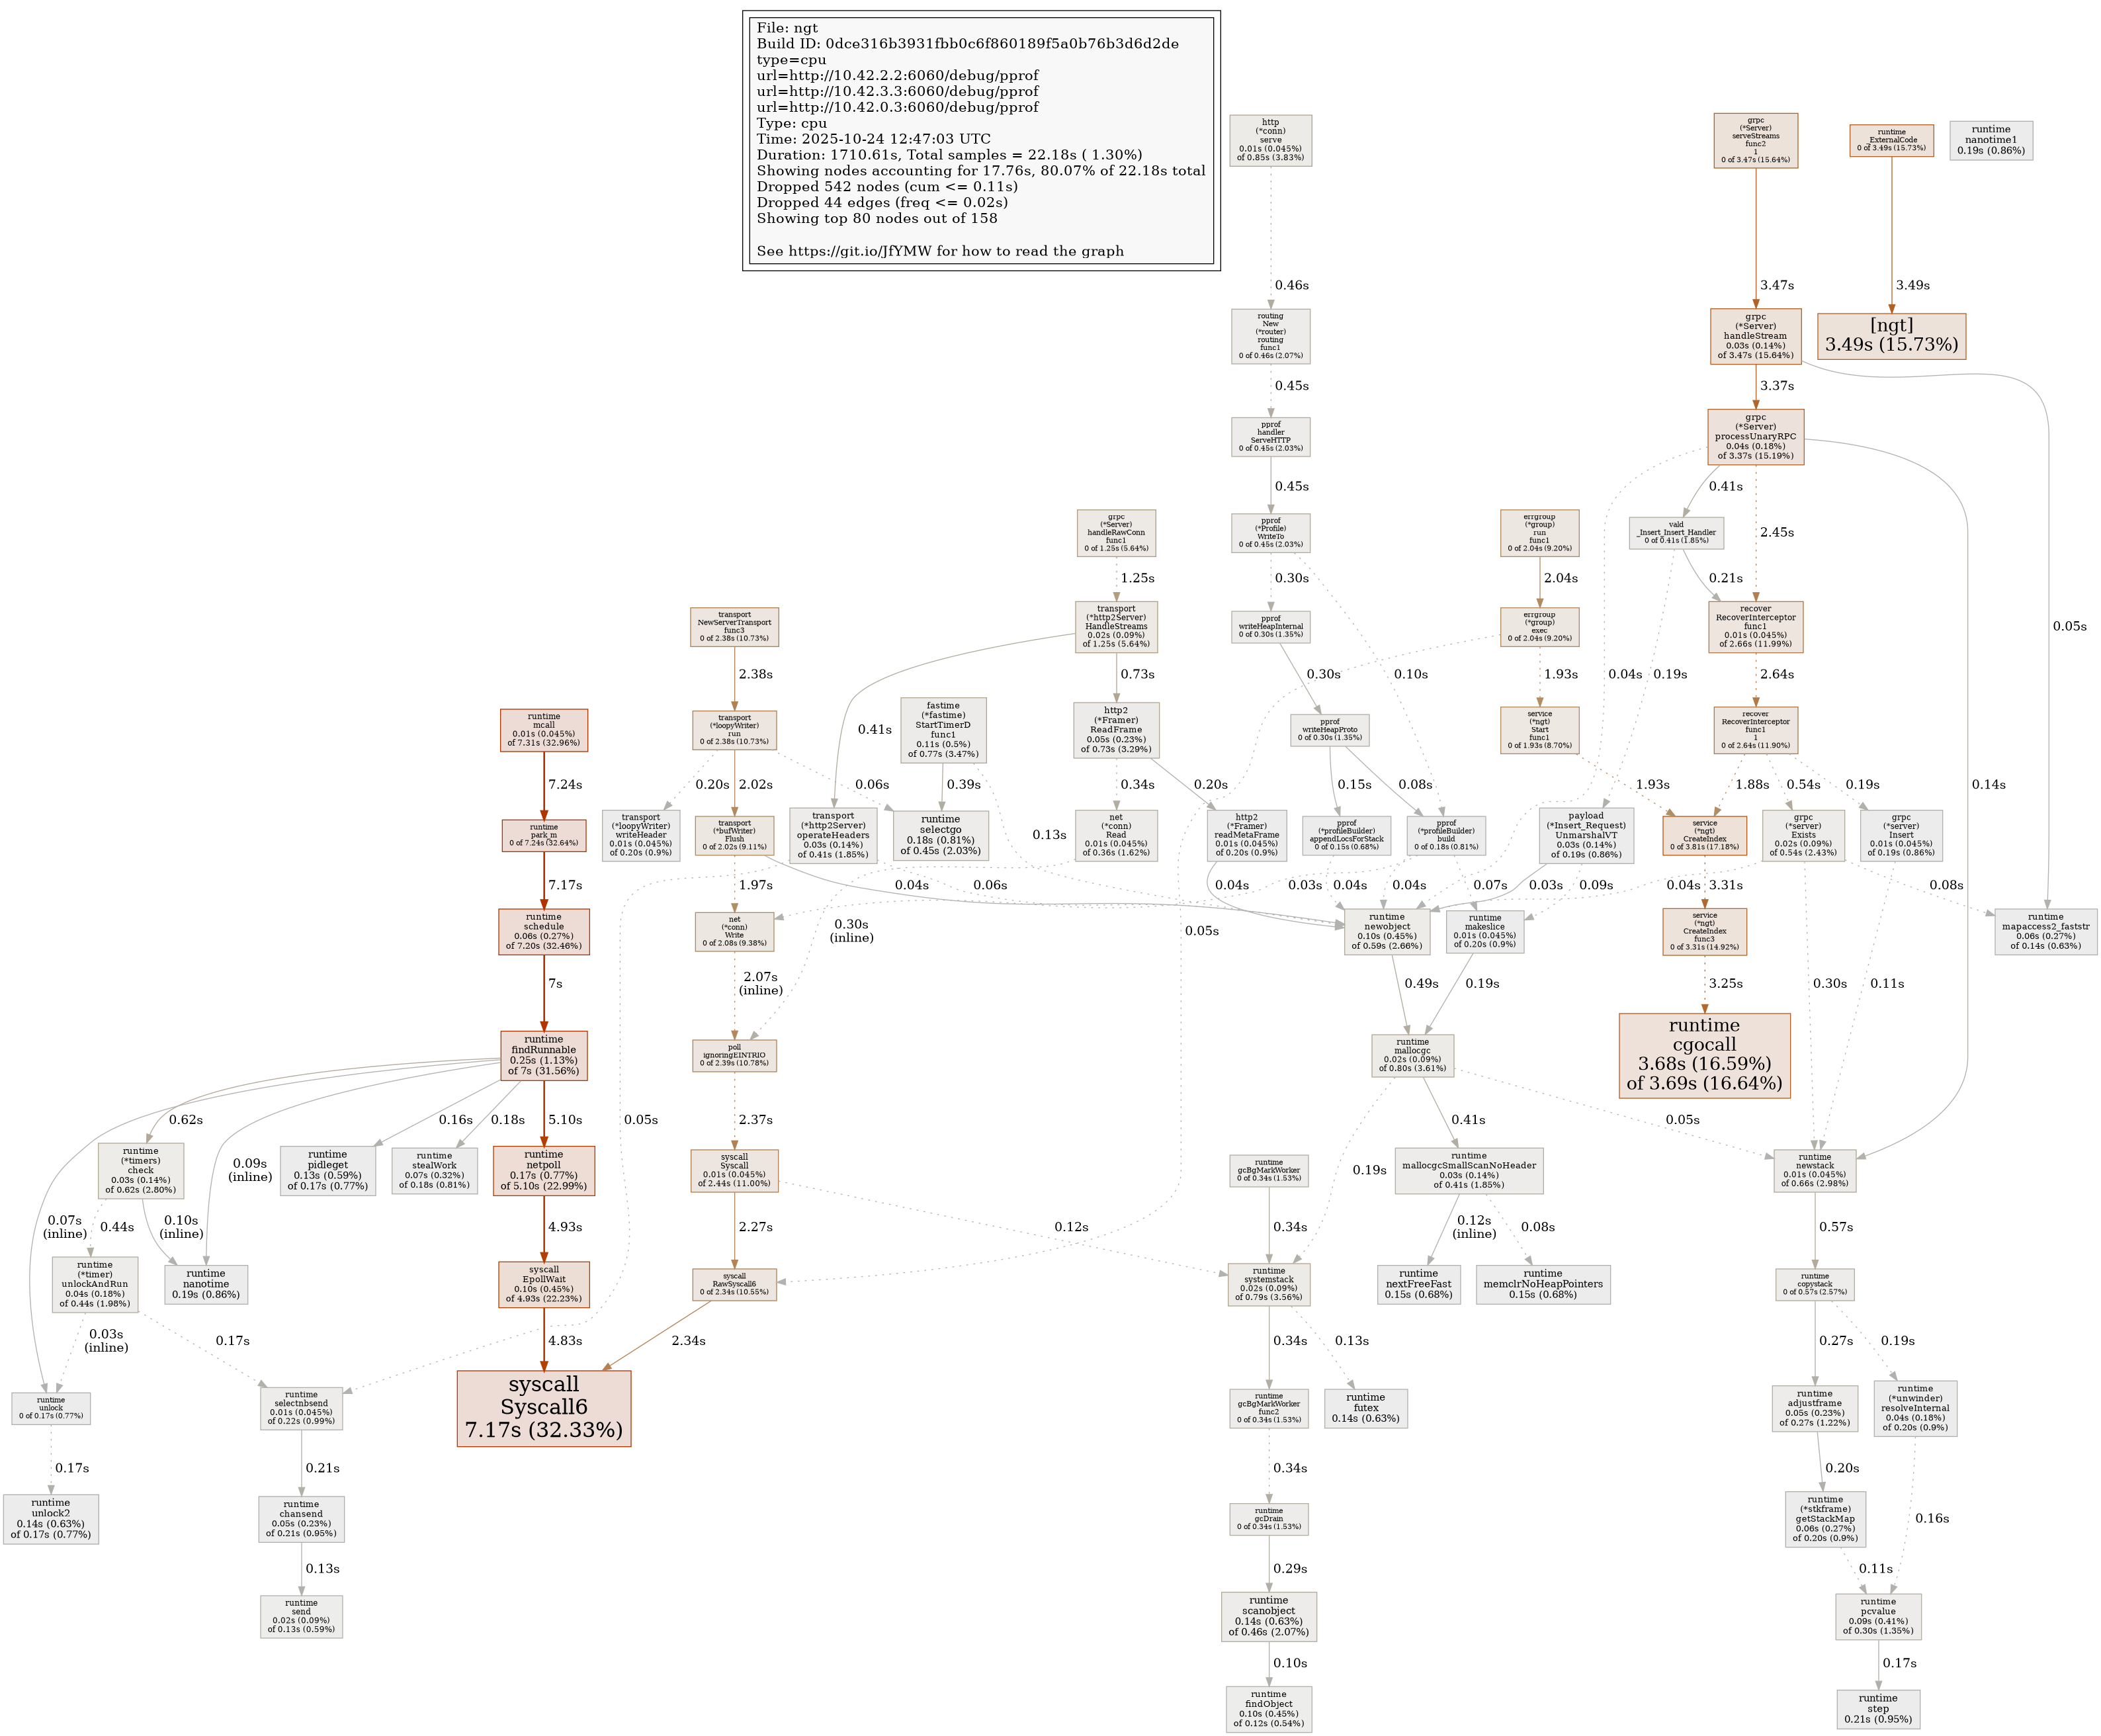 File: ngt
Build ID: 0dce316b3931fbb0c6f860189f5a0b76b3d6d2de
type=cpu
url=http://10.42.2.2:6060/debug/pprof
url=http://10.42.3.3:6060/debug/pprof
url=http://10.42.0.3:6060/debug/pprof
Type: cpu
Time: 2025-10-24 12:47:03 UTC
Duration: 1710.61s, Total samples = 22.18s ( 1.30%)
Showing nodes accounting for 17.76s, 80.07% of 22.18s total
Dropped 542 nodes (cum <= 0.11s)
Dropped 44 edges (freq <= 0.02s)
Showing top 80 nodes out of 158
See https://git.io/JfYMW for how to read the graph
http
(*conn)
serve
0.01s (0.045%)
of 0.85s (3.83%)
grpc
(*Server)
serveStreams
func2
1
0 of 3.47s (15.64%)
runtime
_ExternalCode
0 of 3.49s (15.73%)
runtime
nanotime1
0.19s (0.86%)
0.46s
3.47s
3.49s
routing
New
(*router)
routing
func1
0 of 0.46s (2.07%)
grpc
(*Server)
handleStream
0.03s (0.14%)
of 3.47s (15.64%)
[ngt]
3.49s (15.73%)
0.45s
3.37s
pprof
handler
ServeHTTP
0 of 0.45s (2.03%)
grpc
(*Server)
processUnaryRPC
0.04s (0.18%)
of 3.37s (15.19%)
0.45s
0.41s
grpc
(*Server)
handleRawConn
func1
0 of 1.25s (5.64%)
pprof
(*Profile)
WriteTo
0 of 0.45s (2.03%)
errgroup
(*group)
run
func1
0 of 2.04s (9.20%)
vald
_Insert_Insert_Handler
0 of 0.41s (1.85%)
2.45s
1.25s
0.30s
2.04s
0.21s
transport
NewServerTransport
func3
0 of 2.38s (10.73%)
transport
(*http2Server)
HandleStreams
0.02s (0.09%)
of 1.25s (5.64%)
pprof
writeHeapInternal
0 of 0.30s (1.35%)
errgroup
(*group)
exec
0 of 2.04s (9.20%)
recover
RecoverInterceptor
func1
0.01s (0.045%)
of 2.66s (11.99%)
0.05s
2.38s
0.73s
0.30s
0.10s
1.93s
0.04s
0.19s
2.64s
runtime
mcall
0.01s (0.045%)
of 7.31s (32.96%)
transport
(*loopyWriter)
run
0 of 2.38s (10.73%)
fastime
(*fastime)
StartTimerD
func1
0.11s (0.5%)
of 0.77s (3.47%)
0.41s
http2
(*Framer)
ReadFrame
0.05s (0.23%)
of 0.73s (3.29%)
pprof
writeHeapProto
0 of 0.30s (1.35%)
service
(*ngt)
Start
func1
0 of 1.93s (8.70%)
recover
RecoverInterceptor
func1
1
0 of 2.64s (11.90%)
7.24s
0.20s
2.02s
0.06s
0.39s
0.34s
0.20s
0.15s
0.08s
1.93s
1.88s
0.54s
0.19s
0.14s
runtime
park_m
0 of 7.24s (32.64%)
transport
(*loopyWriter)
writeHeader
0.01s (0.045%)
of 0.20s (0.9%)
transport
(*bufWriter)
Flush
0 of 2.02s (9.11%)
transport
(*http2Server)
operateHeaders
0.03s (0.14%)
of 0.41s (1.85%)
runtime
selectgo
0.18s (0.81%)
of 0.45s (2.03%)
0.13s
net
(*conn)
Read
0.01s (0.045%)
of 0.36s (1.62%)
http2
(*Framer)
readMetaFrame
0.01s (0.045%)
of 0.20s (0.9%)
pprof
(*profileBuilder)
appendLocsForStack
0 of 0.15s (0.68%)
pprof
(*profileBuilder)
build
0 of 0.18s (0.81%)
payload
(*Insert_Request)
UnmarshalVT
0.03s (0.14%)
of 0.19s (0.86%)
service
(*ngt)
CreateIndex
0 of 3.81s (17.18%)
grpc
(*server)
Exists
0.02s (0.09%)
of 0.54s (2.43%)
grpc
(*server)
Insert
0.01s (0.045%)
of 0.19s (0.86%)
7.17s
1.97s
0.04s
0.06s
0.04s
0.03s
0.04s
0.04s
0.07s
0.03s
0.09s
0.04s
3.31s
0.08s
runtime
schedule
0.06s (0.27%)
of 7.20s (32.46%)
net
(*conn)
Write
0 of 2.08s (9.38%)
0.30s
(inline)
0.05s
runtime
newobject
0.10s (0.45%)
of 0.59s (2.66%)
runtime
makeslice
0.01s (0.045%)
of 0.20s (0.9%)
service
(*ngt)
CreateIndex
func3
0 of 3.31s (14.92%)
runtime
mapaccess2_faststr
0.06s (0.27%)
of 0.14s (0.63%)
7s
2.07s
(inline)
0.49s
0.19s
3.25s
0.30s
0.11s
runtime
findRunnable
0.25s (1.13%)
of 7s (31.56%)
poll
ignoringEINTRIO
0 of 2.39s (10.78%)
runtime
mallocgc
0.02s (0.09%)
of 0.80s (3.61%)
runtime
cgocall
3.68s (16.59%)
of 3.69s (16.64%)
0.62s
0.16s
0.18s
5.10s
0.05s
2.37s
0.41s
0.05s
runtime
(*timers)
check
0.03s (0.14%)
of 0.62s (2.80%)
0.09s
(inline)
runtime
pidleget
0.13s (0.59%)
of 0.17s (0.77%)
runtime
stealWork
0.07s (0.32%)
of 0.18s (0.81%)
runtime
netpoll
0.17s (0.77%)
of 5.10s (22.99%)
syscall
Syscall
0.01s (0.045%)
of 2.44s (11.00%)
runtime
gcBgMarkWorker
0 of 0.34s (1.53%)
0.19s
runtime
mallocgcSmallScanNoHeader
0.03s (0.14%)
of 0.41s (1.85%)
runtime
newstack
0.01s (0.045%)
of 0.66s (2.98%)
0.07s
(inline)
0.44s
0.10s
(inline)
4.93s
2.27s
0.12s
0.34s
0.12s
(inline)
0.08s
0.57s
runtime
(*timer)
unlockAndRun
0.04s (0.18%)
of 0.44s (1.98%)
runtime
nanotime
0.19s (0.86%)
syscall
EpollWait
0.10s (0.45%)
of 4.93s (22.23%)
syscall
RawSyscall6
0 of 2.34s (10.55%)
runtime
systemstack
0.02s (0.09%)
of 0.79s (3.56%)
runtime
nextFreeFast
0.15s (0.68%)
runtime
memclrNoHeapPointers
0.15s (0.68%)
runtime
copystack
0 of 0.57s (2.57%)
0.03s
(inline)
0.17s
4.83s
2.34s
0.34s
0.13s
0.27s
0.19s
runtime
unlock
0 of 0.17s (0.77%)
runtime
selectnbsend
0.01s (0.045%)
of 0.22s (0.99%)
syscall
Syscall6
7.17s (32.33%)
runtime
gcBgMarkWorker
func2
0 of 0.34s (1.53%)
runtime
futex
0.14s (0.63%)
runtime
adjustframe
0.05s (0.23%)
of 0.27s (1.22%)
runtime
(*unwinder)
resolveInternal
0.04s (0.18%)
of 0.20s (0.9%)
0.17s
0.21s
0.34s
0.20s
runtime
unlock2
0.14s (0.63%)
of 0.17s (0.77%)
runtime
chansend
0.05s (0.23%)
of 0.21s (0.95%)
runtime
gcDrain
0 of 0.34s (1.53%)
runtime
(*stkframe)
getStackMap
0.06s (0.27%)
of 0.20s (0.9%)
0.16s
0.13s
0.29s
0.11s
runtime
send
0.02s (0.09%)
of 0.13s (0.59%)
runtime
scanobject
0.14s (0.63%)
of 0.46s (2.07%)
runtime
pcvalue
0.09s (0.41%)
of 0.30s (1.35%)
0.10s
0.17s
runtime
findObject
0.10s (0.45%)
of 0.12s (0.54%)
runtime
step
0.21s (0.95%)